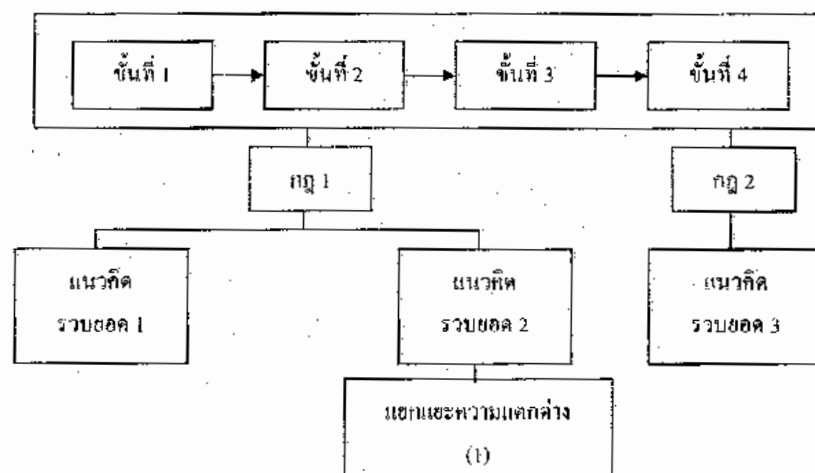 ขั้นที่ 1
ขั้นที่ 2
ขั้นที่ 3
ขั้นที่ 4
กฎ 1
กฎ 2
แนวคิด
รวบยอด 1
แนวคิด
รวบยอด 2
แนวคิด
รวบยอด 3
แยกแยะความแตกต่าง
(1)